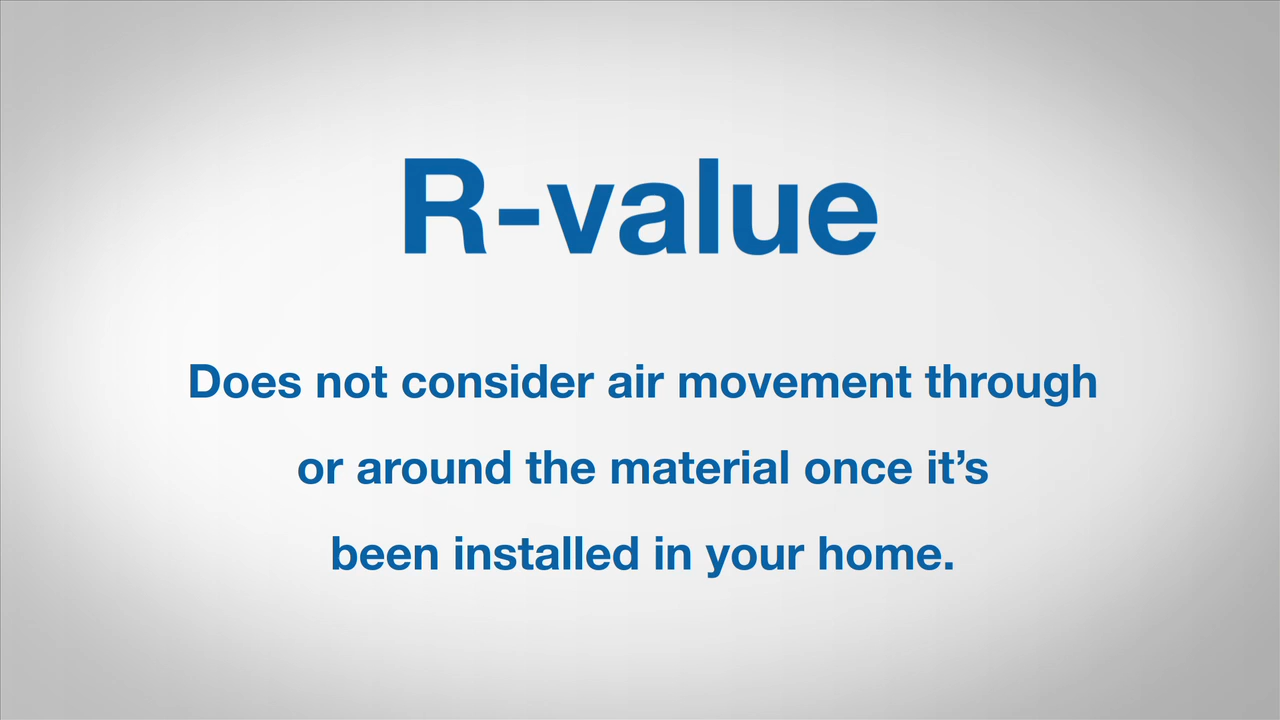 R-value
Does not consider air movement through
or around the material once it’s
been installed in your home.